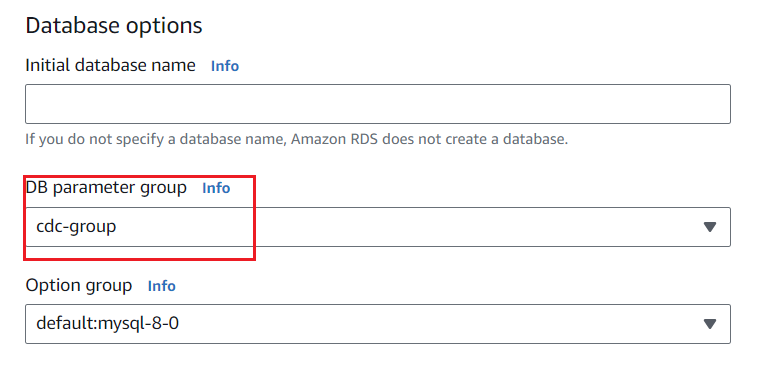 Database options
Initial database name Info
If you do not specify a database name, Amazon RDS does not create a database.
DB parameter group Info
cdc-group
Option group Info
default:mysql-8-0